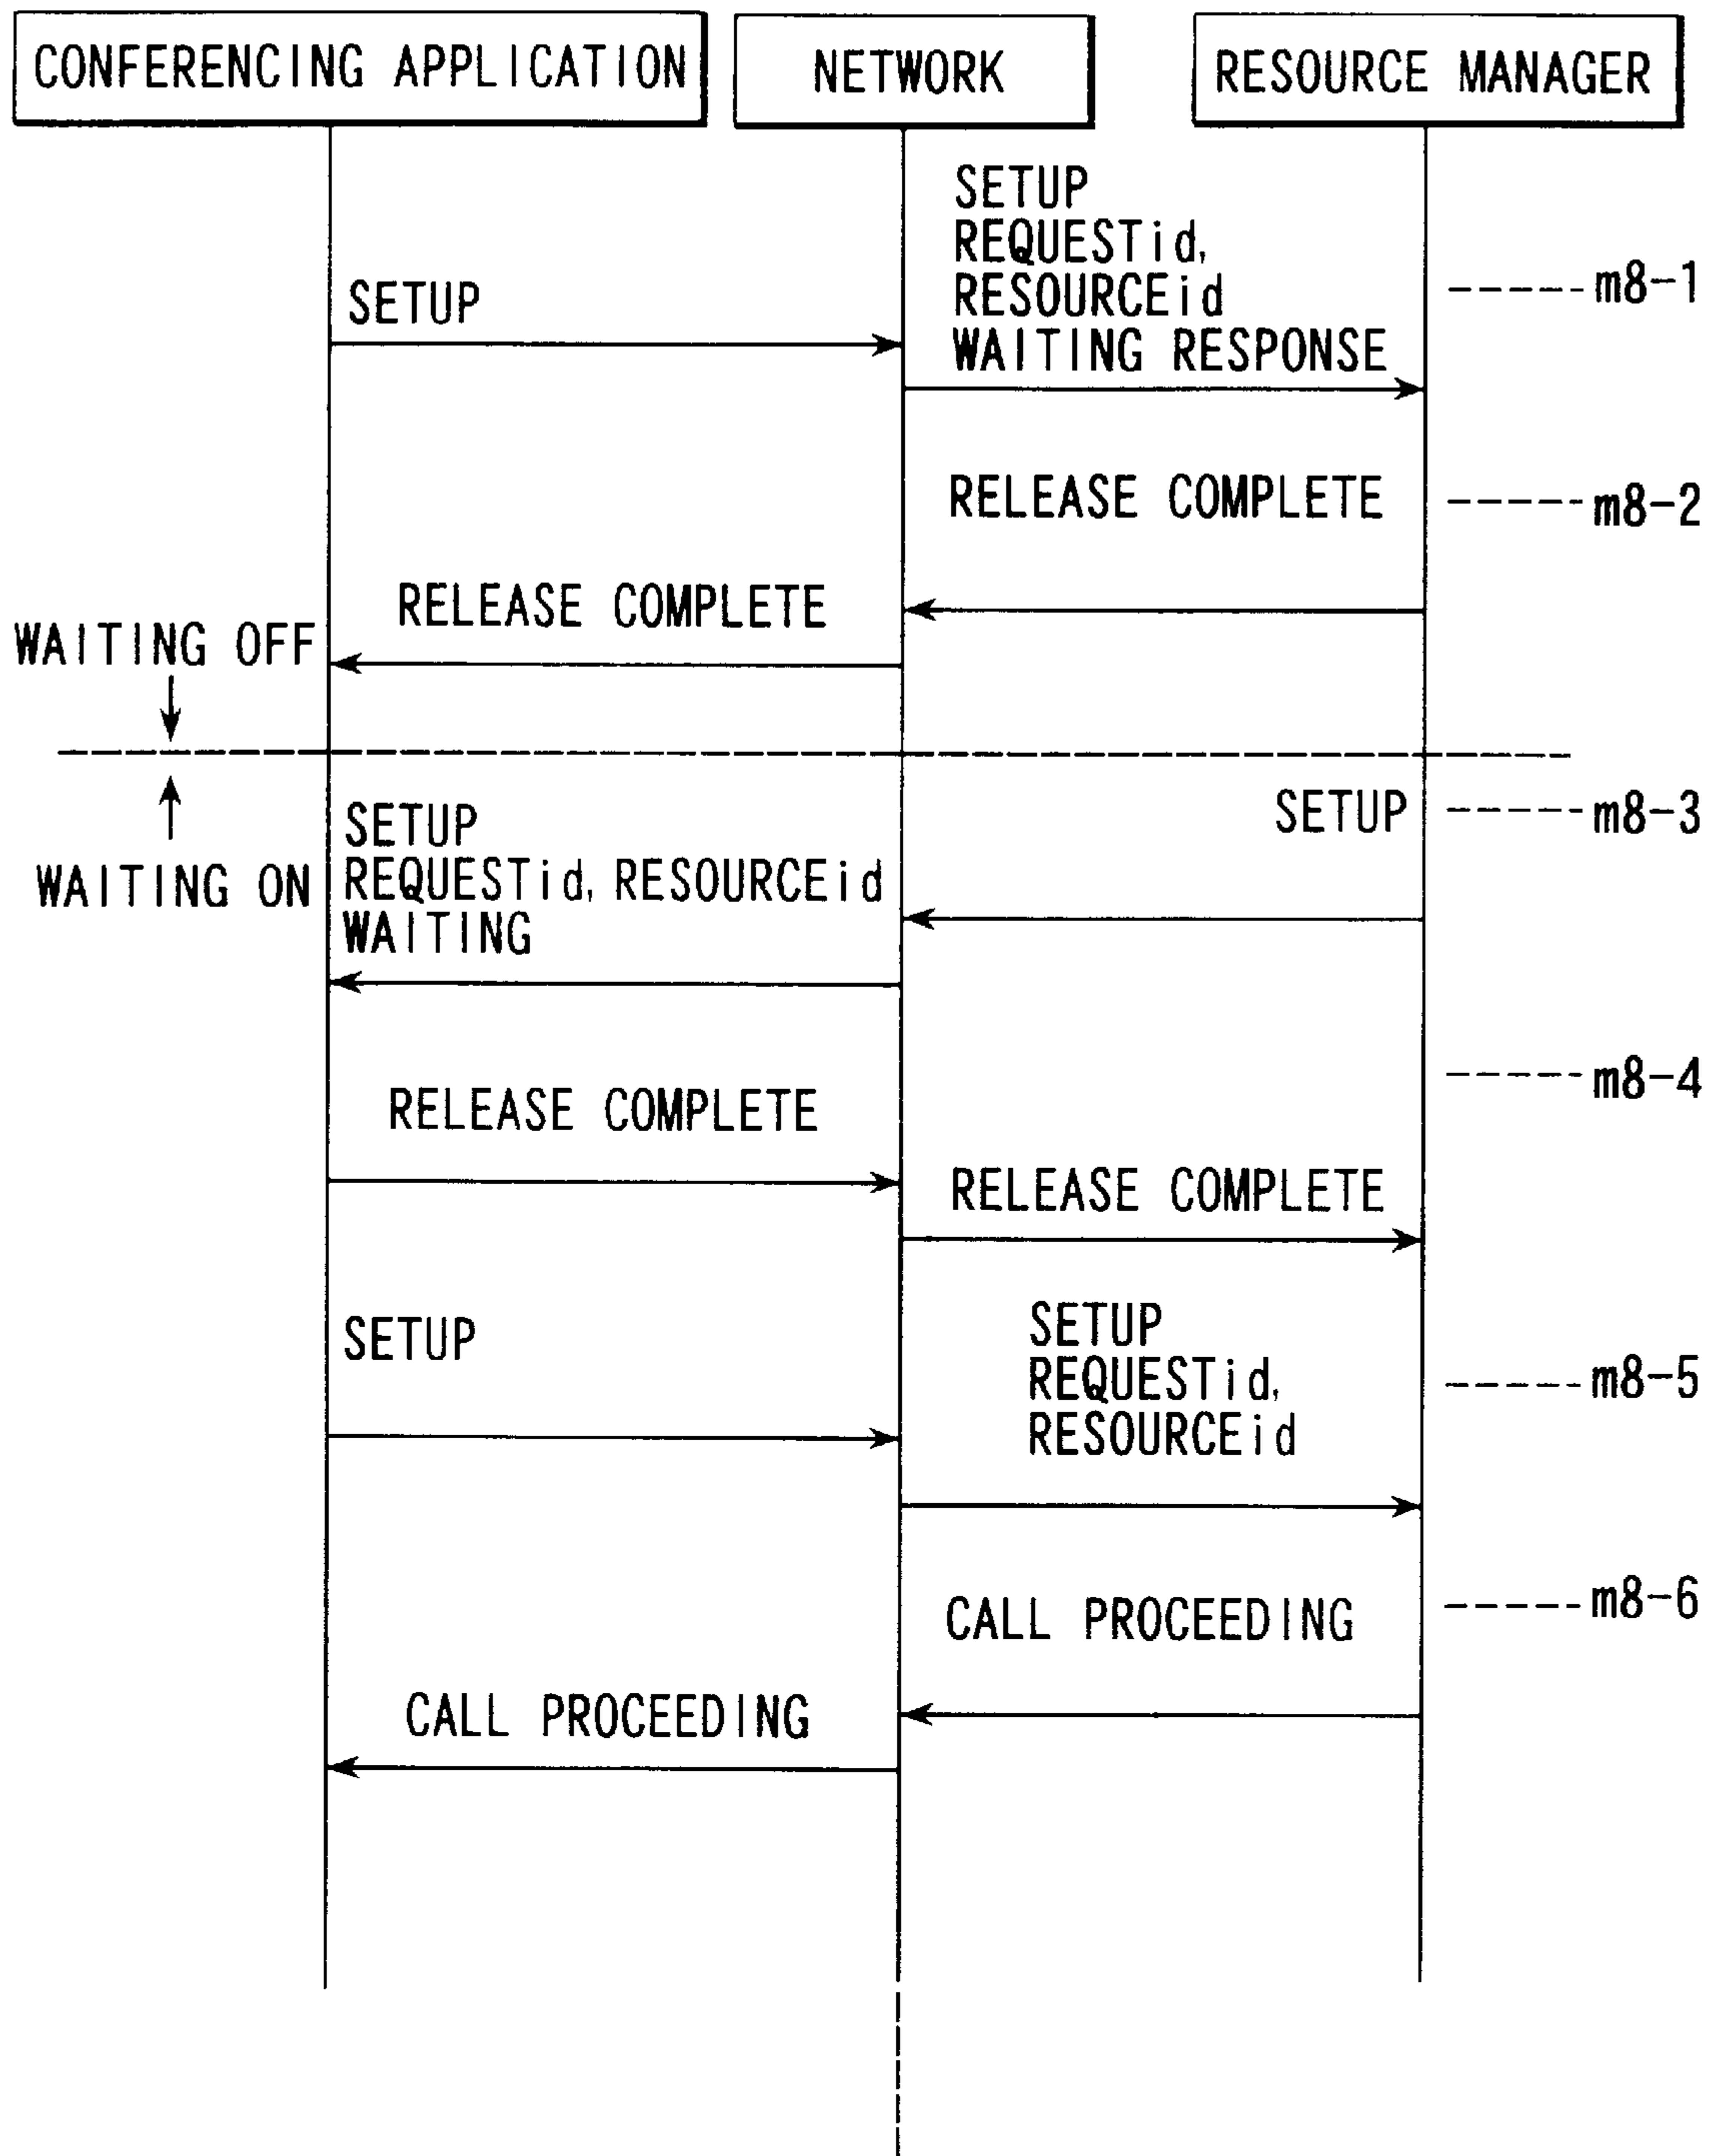 CONFERENCING APPLICATION
NETWORK
RESOURCE MANAGER
SETUP
REQUESTid,
RESOURCEid
WAITING RESPONSE
m8-1
SETUP
RELEASE COMPLETE
m8-2
RELEASE COMPLETE
WAITING OFF
SETUP
m8-3
SETUP
REQUESTid, RESOURCEid
WAITING
WAITING ON
m8-4
RELEASE COMPLETE
RELEASE COMPLETE
SETUP
SETUP
REQUESTid,
RESOURCEid
m8-5
CALL PROCEEDING
m8-6
CALL PROCEEDING